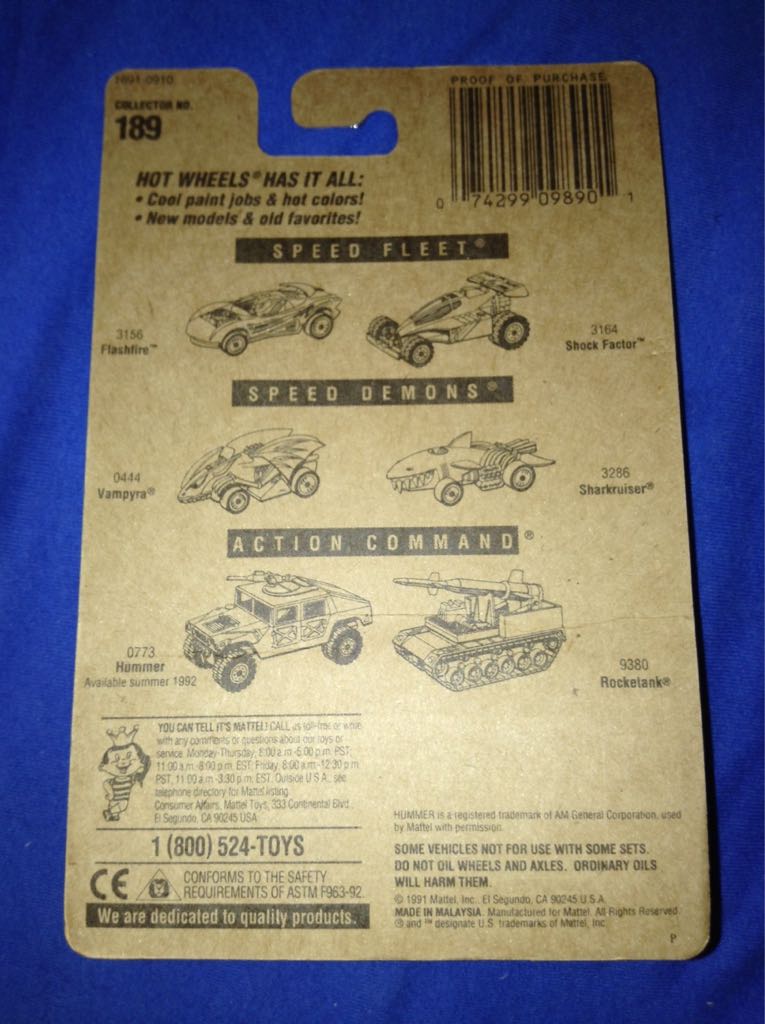 1691-0910
COLLECTOR NO.
189
PROOF OF PURCHASE
0 74299 09890 1
HOT WHEELS® HAS IT ALL:
• Cool paint jobs & hot colors!
• New models & old favorites!
SPEED FLEET®
3156
Flashfire™
3164
Shock Factor™
SPEED DEMONS®
0444
Vampyra®
3286
Sharkruiser®
ACTION COMMAND®
0773
Hummer
Available summer 1992
9380
Rocketank®
YOU CAN TELL IT'S MATTEL! CALL us toll-free or write
with any comments or questions about our toys or
service. Monday-Thursday, 8:00 a.m.-5:00 p.m. PST,
11:00 a.m.-8:00 p.m. EST. Friday 8:00 a.m.-12:30 p.m.
PST, 11:00 a.m.-3:30 p.m. EST. Outside U.S.A., see
telephone directory for Mattel listing.
Consumer Affairs, Mattel Toys, 333 Continental Blvd.,
El Segundo, CA 90245 USA
1 (800) 524-TOYS
CE
CONFORMS TO THE SAFETY
REQUIREMENTS OF ASTM F963-92.
We are dedicated to quality products.
HUMMER is a registered trademark of AM General Corporation, used
by Mattel with permission.
SOME VEHICLES NOT FOR USE WITH SOME SETS.
DO NOT OIL WHEELS AND AXLES. ORDINARY OILS
WILL HARM THEM.
© 1991 Mattel, Inc. El Segundo, CA 90245 U.S.A.
MADE IN MALAYSIA. Manufactured for Mattel. All Rights Reserved.
® and ™ designate U.S. trademarks of Mattel, Inc.
P